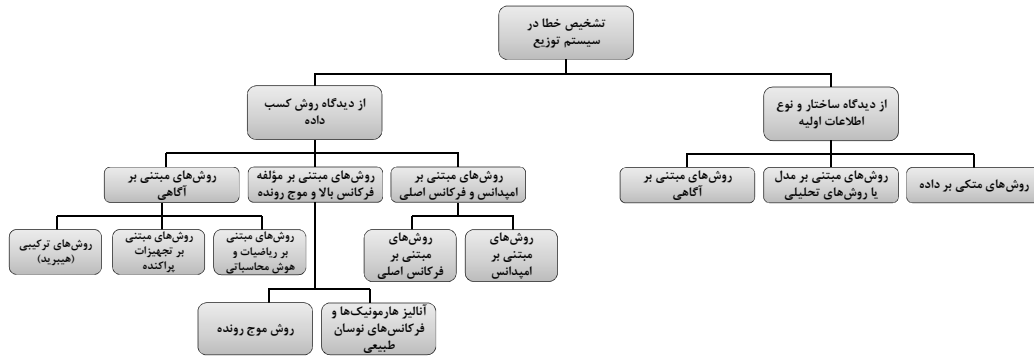 تشخیص خطا در
سیستم توزیع
از دیدگاه ساختار و نوع
اطلاعات اولیه
از دیدگاه روش کسب
داده
روش‌های متکی بر داده
روش‌های مبتنی بر مدل
یا روش‌های تحلیلی
روش‌های مبتنی بر
آگاهی
روش‌های مبتنی بر
امپدانس و فرکانس اصلی
روش‌های مبتنی بر مؤلفه
فرکانس بالا و موج رونده
روش‌های مبتنی بر
آگاهی
روش‌های
مبتنی بر
امپدانس
روش‌های
مبتنی بر
فرکانس اصلی
روش‌های مبتنی
بر ریاضیات و
هوش محاسباتی
روش‌های مبتنی
بر تجهیزات
پراکنده
روش‌های ترکیبی
(هیبرید)
آنالیز هارمونیک‌ها و
فرکانس‌های نوسان
طبیعی
روش موج رونده